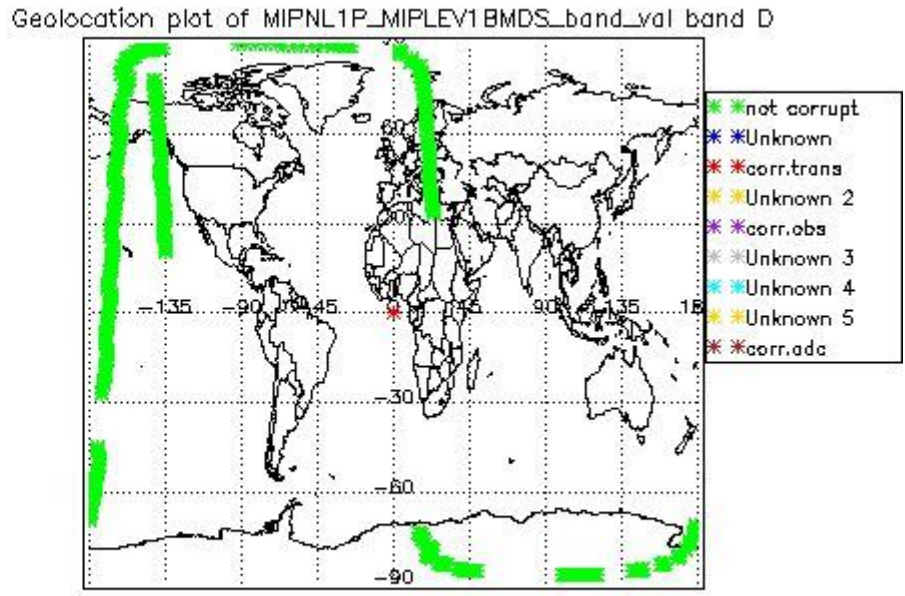 Geolocation plot of MIPNL1P_MIPLEV1BMDS_band_val band D
60
-135 -90 45 90 135
-30
-60
-90
not corrupt
Unknown
corr.trans
Unknown 2
corr.obs
Unknown 3
Unknown 4
Unknown 5
corr.adc